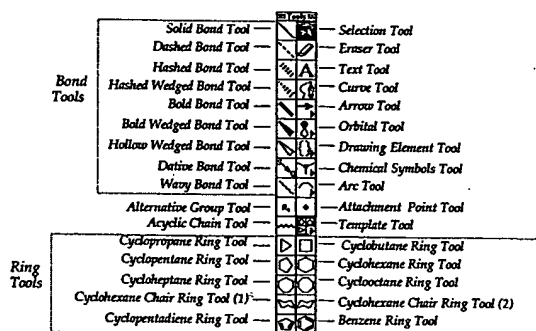 Tools
Solid Bond Tool Selection Tool
Dashed Bond Tool Eraser Tool
Hashed Bond Tool A Text Tool
Hashed Wedged Bond Tool Curve Tool
Bond Tools
Bold Bond Tool Arrow Tool
Bold Wedged Bond Tool Orbital Tool
Hollow Wedged Bond Tool Drawing Element Tool
Dative Bond Tool Chemical Symbols Tool
Wavy Bond Tool Arc Tool
Alternative Group Tool Attachment Point Tool
Acyclic Chain Tool Template Tool
Cyclopropane Ring Tool Cyclobutane Ring Tool
Cyclopentane Ring Tool Cyclohexane Ring Tool
Ring Tools
Cycloheptane Ring Tool Cyclooctane Ring Tool
Cyclohexane Chair Ring Tool (1) Cyclohexane Chair Ring Tool (2)
Cyclopentadiene Ring Tool Benzene Ring Tool